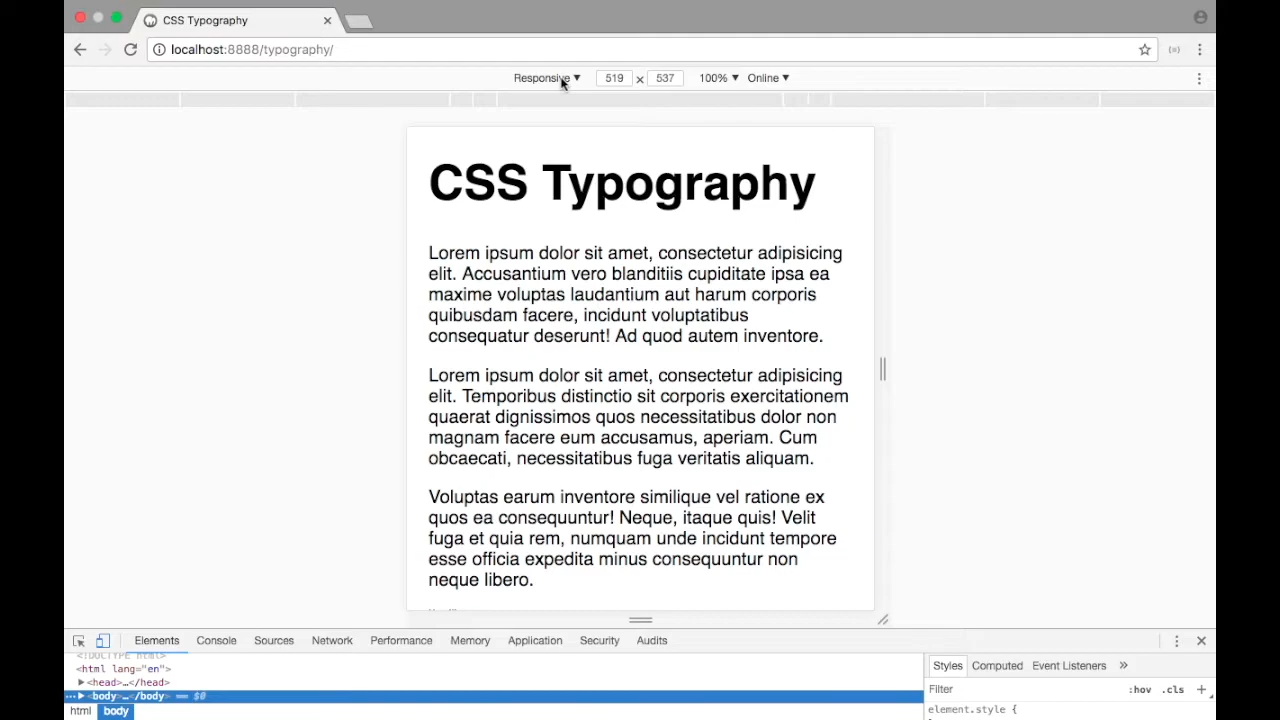 CSS Typography
localhost:8888/typography/
Responsive ▼ 519 × 537 100% ▼ Online ▼
CSS Typography
Lorem ipsum dolor sit amet, consectetur adipisicing
elit. Accusantium vero blanditiis cupiditate ipsa ea
maxime voluptas laudantium aut harum corporis
quibusdam facere, incidunt voluptatibus
consequatur deserunt! Ad quod autem inventore.
Lorem ipsum dolor sit amet, consectetur adipisicing
elit. Temporibus distinctio sit corporis exercitationem
quaerat dignissimos quos necessitatibus dolor non
magnam facere eum accusamus, aperiam. Cum
obcaecati, necessitatibus fuga veritatis aliquam.
Voluptas earum inventore similique vel ratione ex
quos ea consequuntur! Neque, itaque quis! Velit
fuga et quia rem, numquam unde incidunt tempore
esse officia expedita minus consequuntur non
neque libero.
Elements Console Sources Network Performance Memory Application Security Audits
<!DOCTYPE html>
<html lang="en">
▶<head>…</head>
…▶<body>…</body> == $0
html body
Styles Computed Event Listeners »
Filter :hov .cls +
element.style {